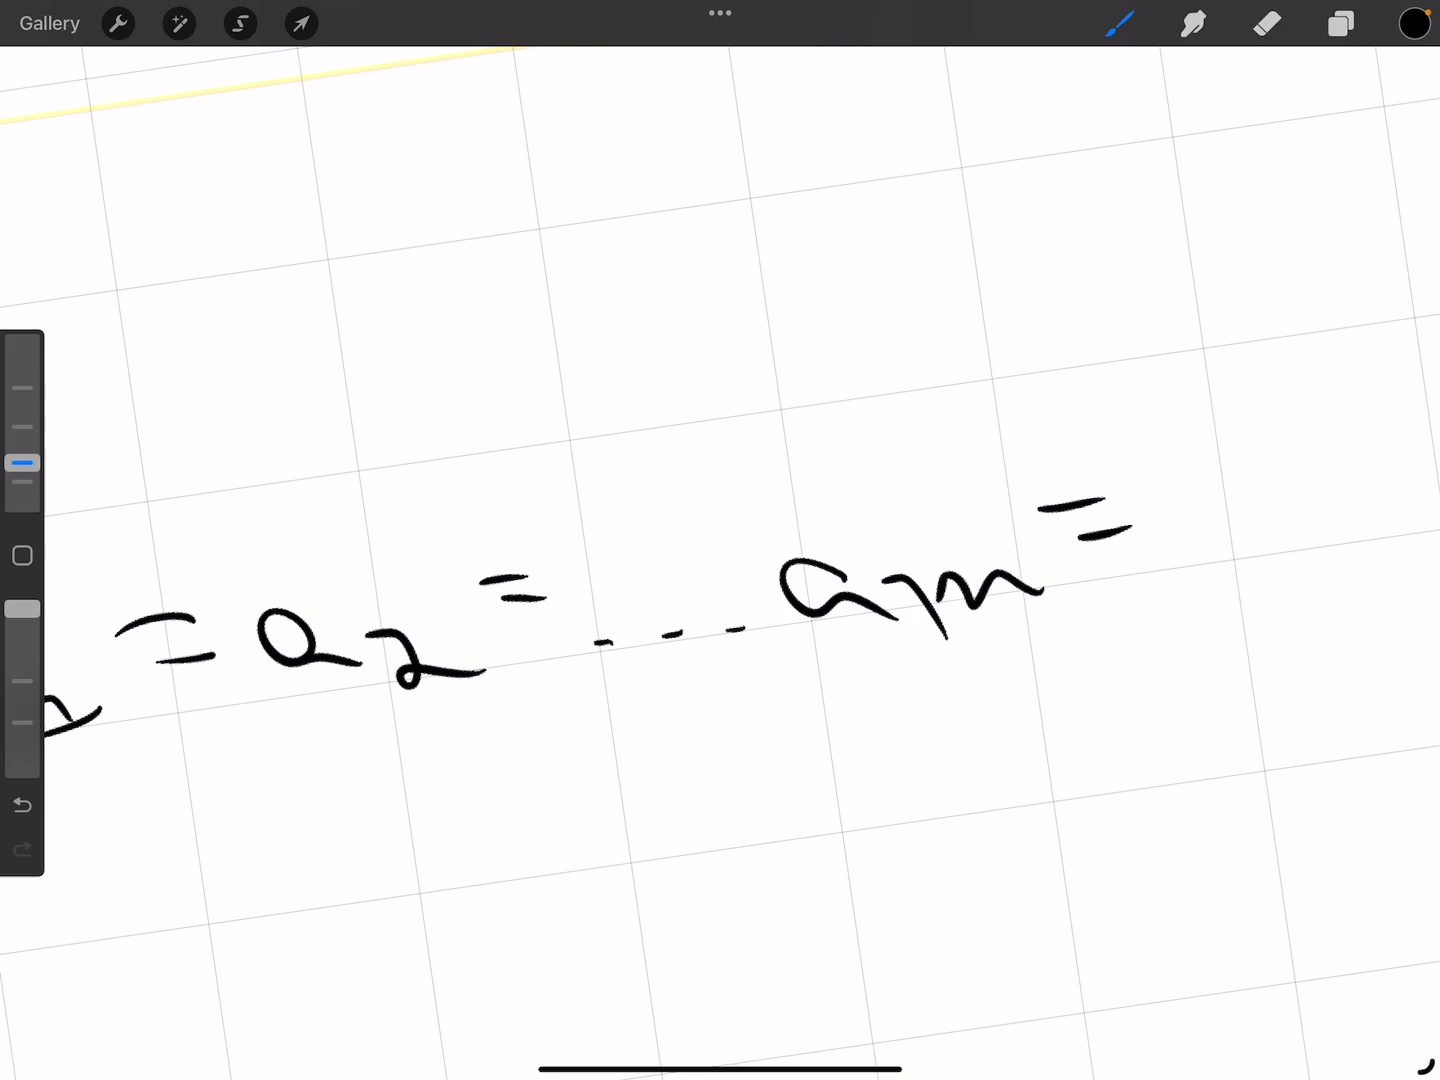 Gallery
= a2 = --- am =